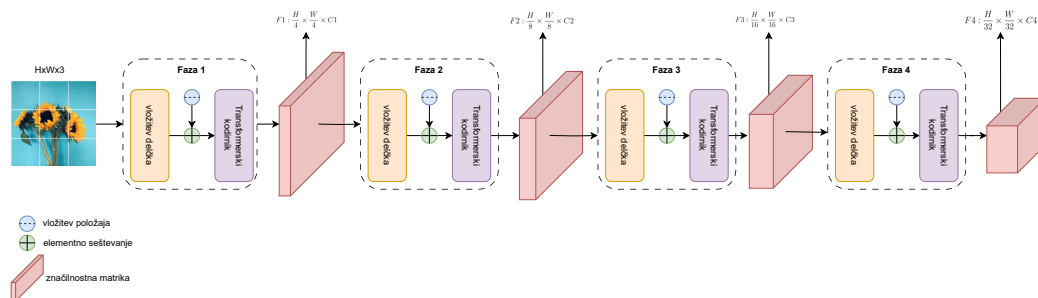 F1 : H/4 × W/4 × C1
F2 : H/8 × W/8 × C2
F3 : H/16 × W/16 × C3
F4 : H/32 × W/32 × C4
HxWx3
Faza 1
vložitev delčka
Transformerski
kodirnik
Faza 2
vložitev delčka
Transformerski
kodirnik
Faza 3
vložitev delčka
Transformerski
kodirnik
Faza 4
vložitev delčka
Transformerski
kodirnik
vložitev položaja
elementno seštevanje
značilnostna matrika